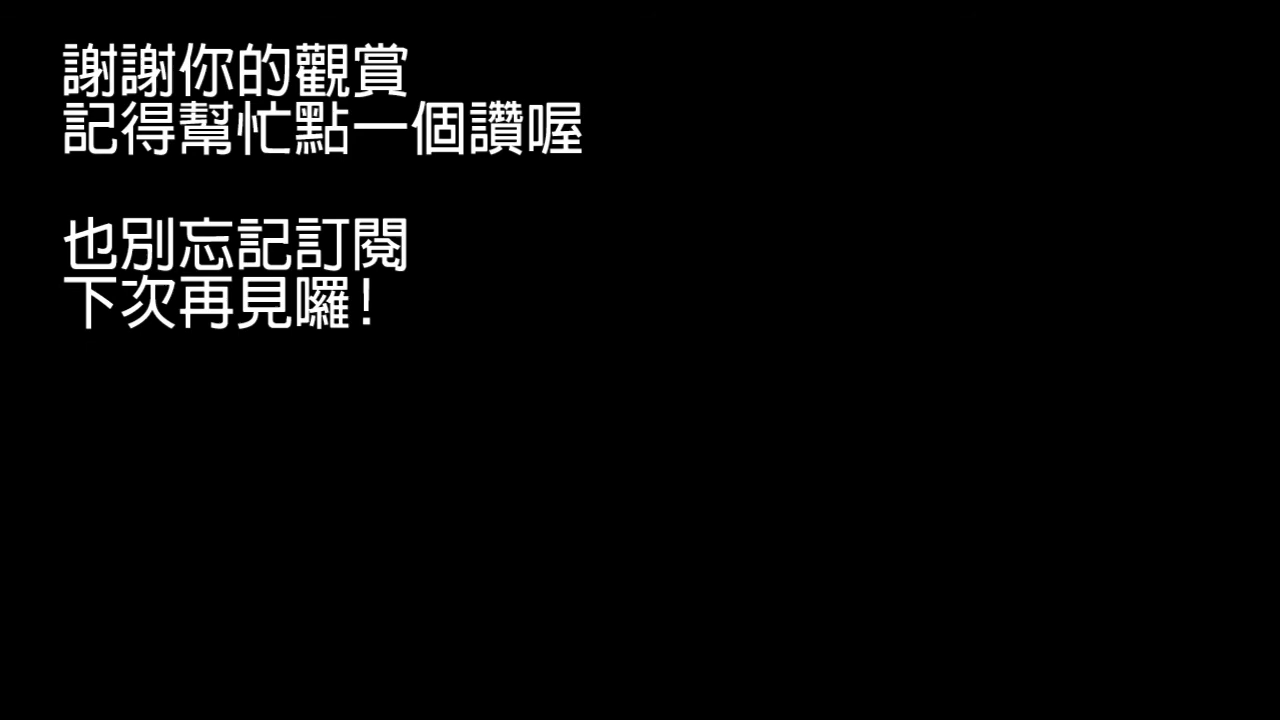 謝謝你的觀賞
記得幫忙點一個讚喔
也別忘記訂閱
下次再見囉!